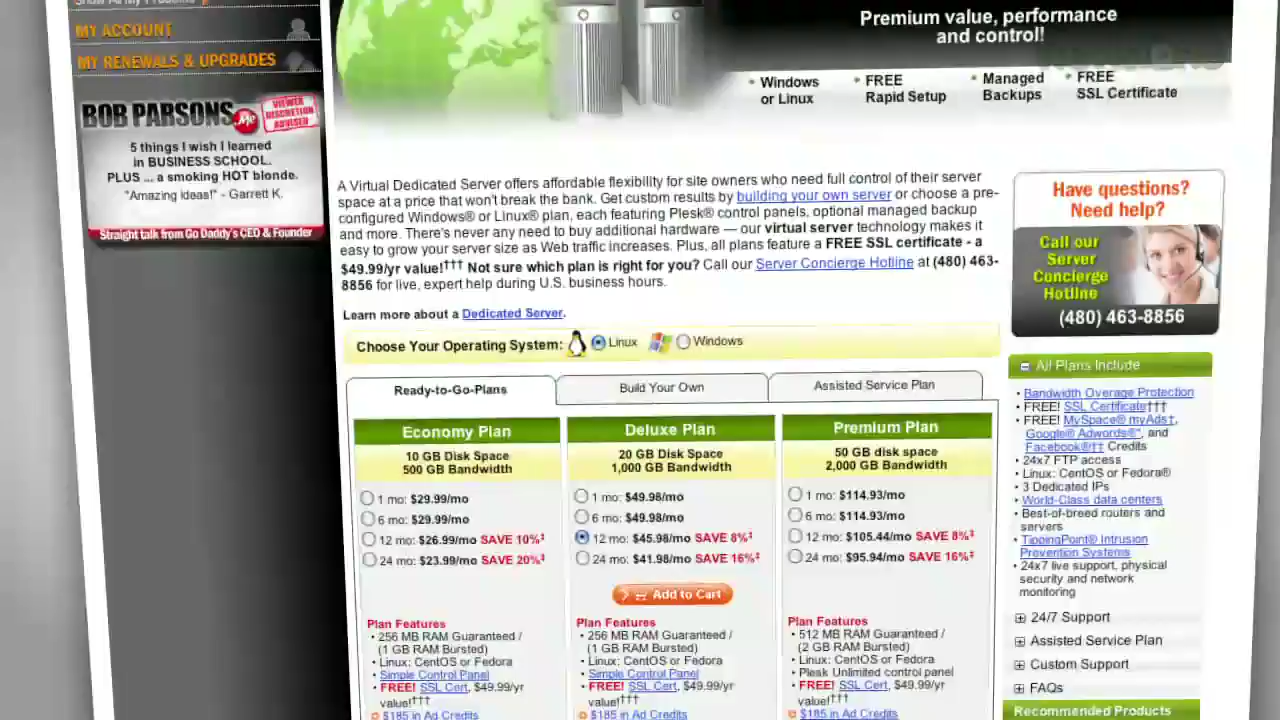 MY ACCOUNT
MY RENEWALS & UPGRADES
BOB PARSONS.Me
VIEWER
DISCRETION
ADVISED
5 things I wish I learned
in BUSINESS SCHOOL.
PLUS ... a smoking HOT blonde.
"Amazing ideas!" - Garrett K.
Straight talk from Go Daddy's CEO & Founder
Premium value, performance
and control!
• Windows
or Linux
• FREE
Rapid Setup
• Managed
Backups
• FREE
SSL Certificate
A Virtual Dedicated Server offers affordable flexibility for site owners who need full control of their server
space at a price that won't break the bank. Get custom results by building your own server or choose a pre-
configured Windows® or Linux® plan, each featuring Plesk® control panels, optional managed backup
and more. There's never any need to buy additional hardware — our virtual server technology makes it
easy to grow your server size as Web traffic increases. Plus, all plans feature a FREE SSL certificate - a
$49.99/yr value!††† Not sure which plan is right for you? Call our Server Concierge Hotline at (480) 463-
8856 for live, expert help during U.S. business hours.
Learn more about a Dedicated Server.
Choose Your Operating System: Linux Windows
Ready-to-Go-Plans Build Your Own Assisted Service Plan
Economy Plan
10 GB Disk Space
500 GB Bandwidth
1 mo: $29.99/mo
6 mo: $29.99/mo
12 mo: $26.99/mo SAVE 10%‡
24 mo: $23.99/mo SAVE 20%‡
Plan Features
• 256 MB RAM Guaranteed /
(1 GB RAM Bursted)
• Linux: CentOS or Fedora
• Simple Control Panel
• FREE! SSL Cert, $49.99/yr
value!†††
$185 in Ad Credits
Deluxe Plan
20 GB Disk Space
1,000 GB Bandwidth
1 mo: $49.98/mo
6 mo: $49.98/mo
12 mo: $45.98/mo SAVE 8%‡
24 mo: $41.98/mo SAVE 16%‡
Add to Cart
Plan Features
• 256 MB RAM Guaranteed /
(1 GB RAM Bursted)
• Linux: CentOS or Fedora
• Simple Control Panel
• FREE! SSL Cert, $49.99/yr
value!†††
$185 in Ad Credits
Premium Plan
50 GB disk space
2,000 GB Bandwidth
1 mo: $114.93/mo
6 mo: $114.93/mo
12 mo: $105.44/mo SAVE 8%‡
24 mo: $95.94/mo SAVE 16%‡
Plan Features
• 512 MB RAM Guaranteed /
(2 GB RAM Bursted)
• Linux: CentOS or Fedora
• Plesk Unlimited control panel
• FREE! SSL Cert, $49.99/yr
value!†††
$185 in Ad Credits
Have questions?
Need help?
Call our
Server
Concierge
Hotline
(480) 463-8856
All Plans Include
• Bandwidth Overage Protection
• FREE! SSL Certificate†††
• FREE! MySpace® myAds†,
Google® Adwords®*, and
Facebook®†† Credits
• 24x7 FTP access
• Linux: CentOS or Fedora®
• 3 Dedicated IPs
• World-Class data centers
• Best-of-breed routers and
servers
• TippingPoint® Intrusion
Prevention Systems
• 24x7 live support, physical
security and network
monitoring
24/7 Support
Assisted Service Plan
Custom Support
FAQs
Recommended Products